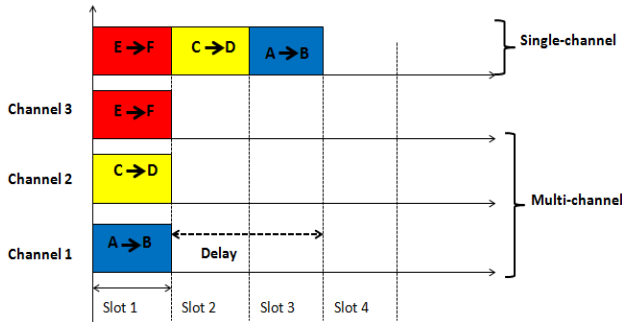 E→F C→D A→B Single-channel
Channel 3 E→F
Channel 2 C→D
Multi-channel
Channel 1 A→B Delay
Slot 1 Slot 2 Slot 3 Slot 4